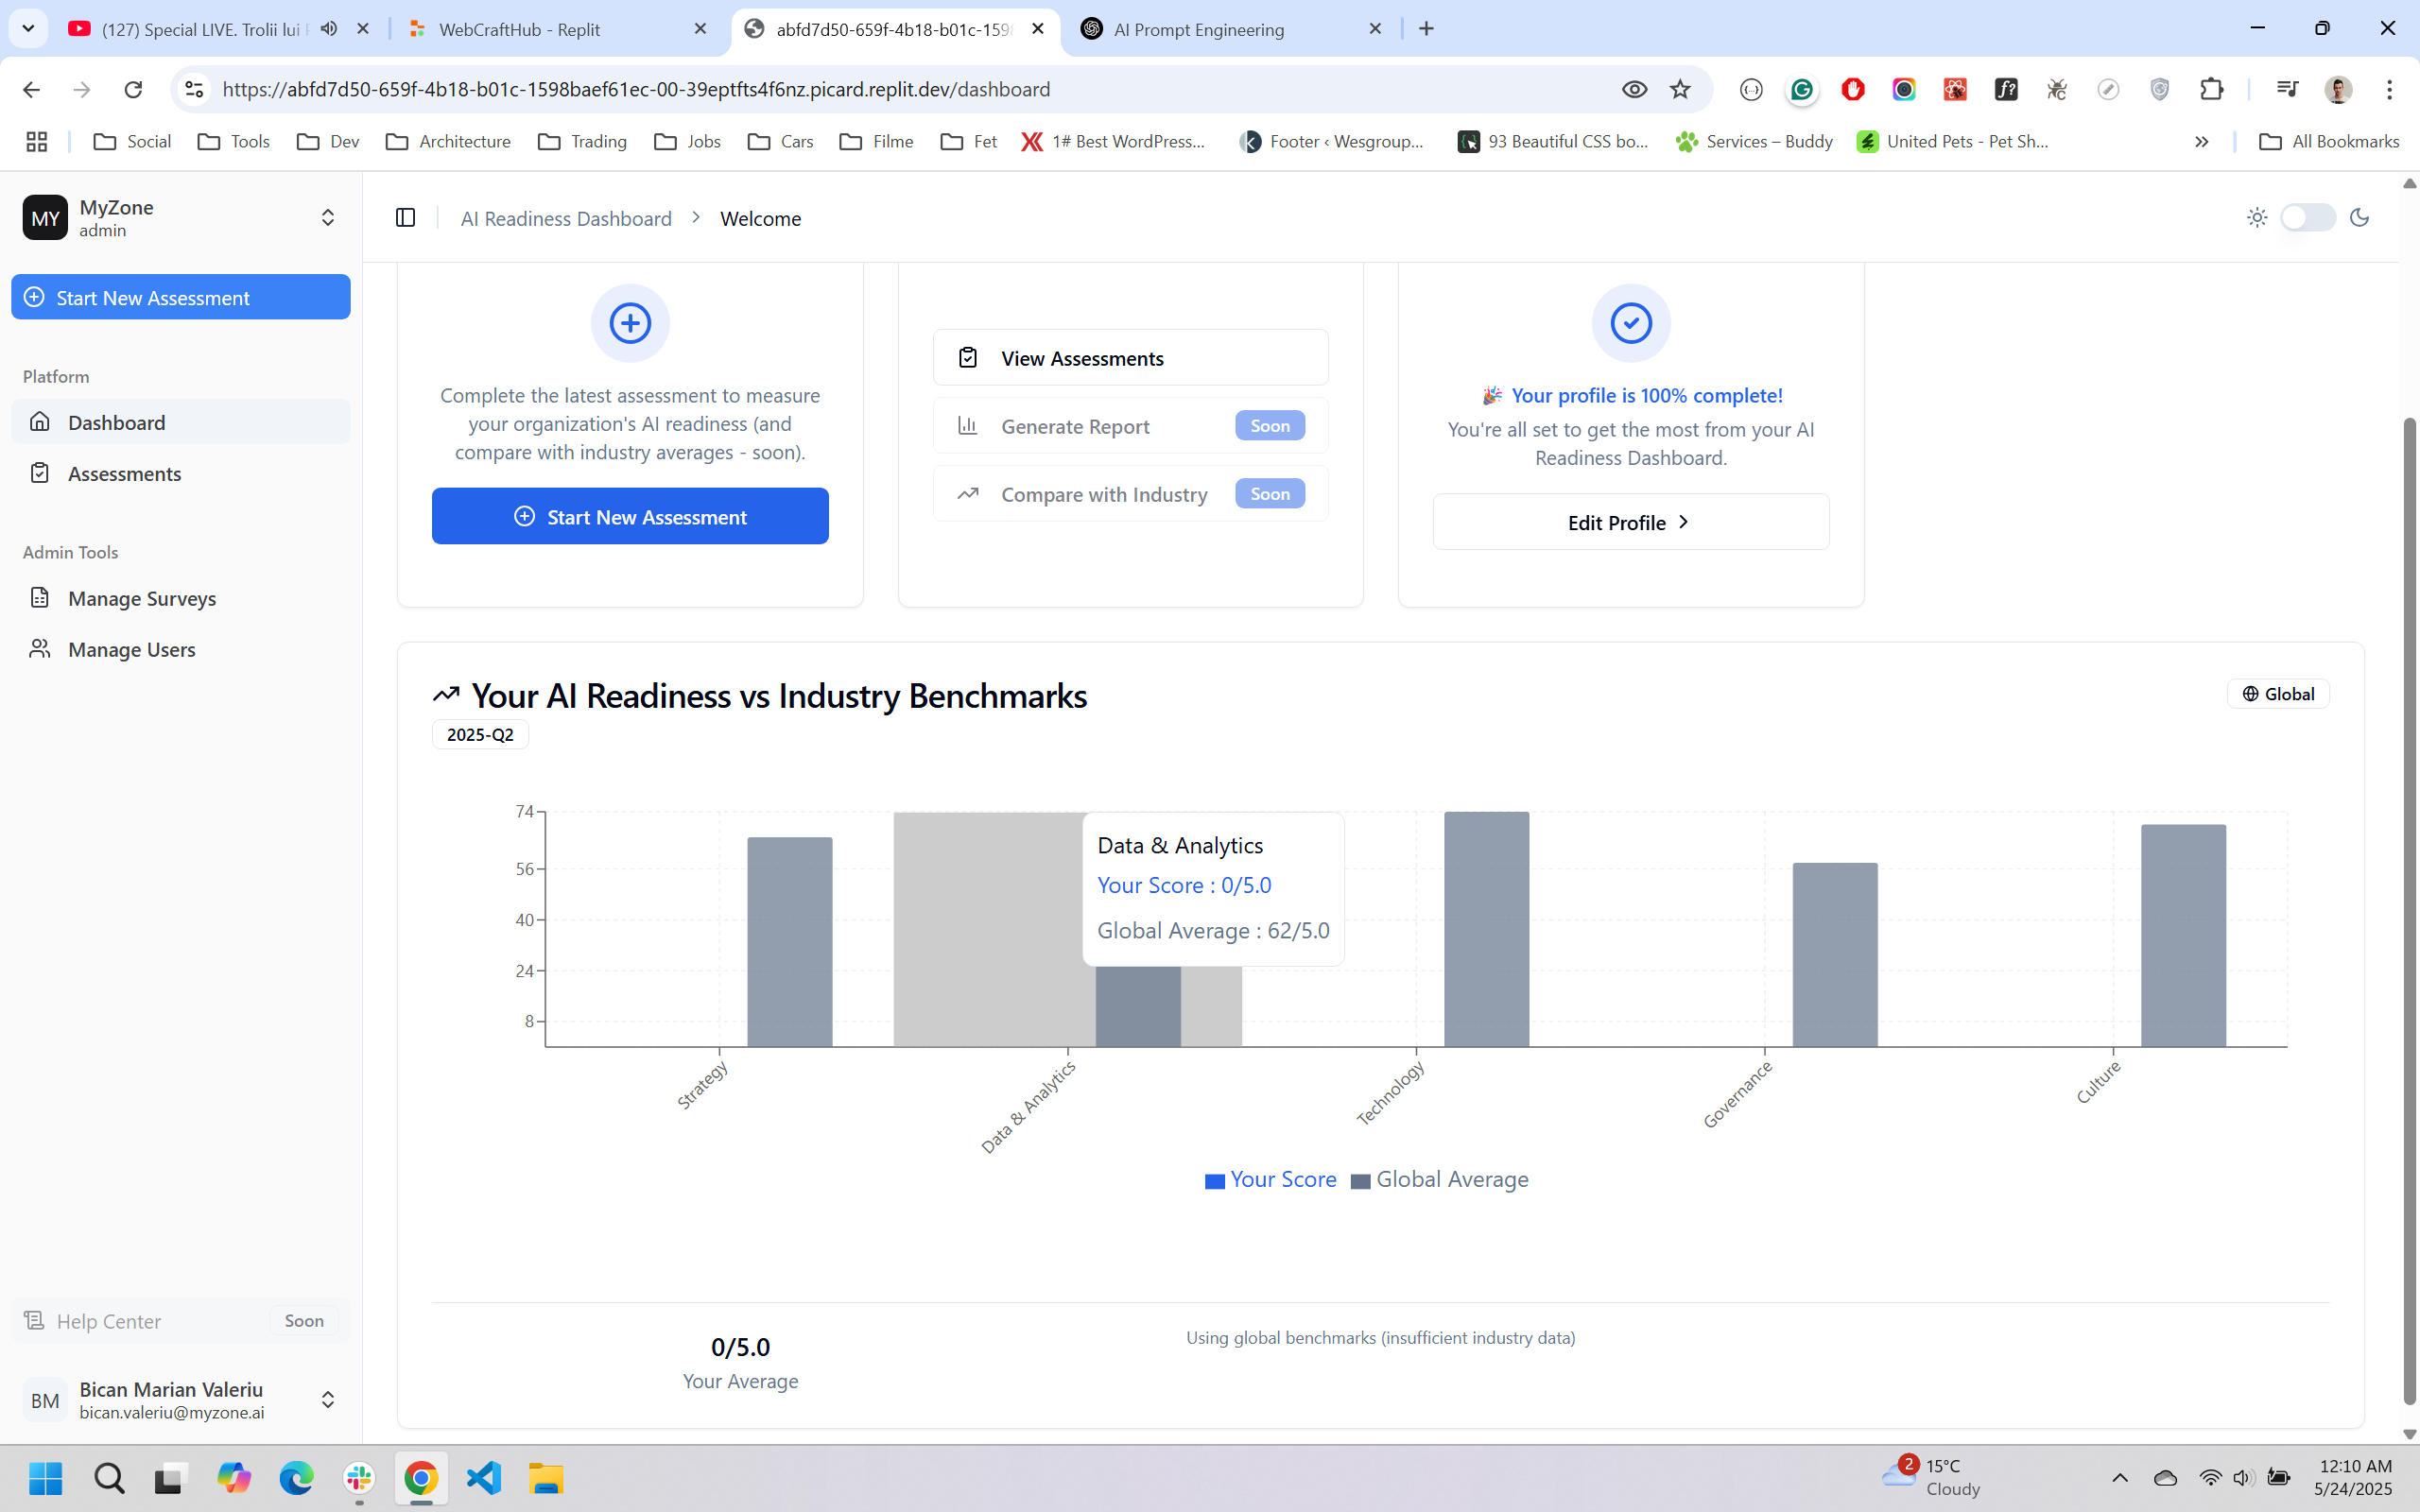 (127) Special LIVE. Trolii lui
WebCraftHub - Replit
abfd7d50-659f-4b18-b01c-159
AI Prompt Engineering
https://abfd7d50-659f-4b18-b01c-1598baef61ec-00-39eptfts4f6nz.picard.replit.dev/dashboard
Social
Tools
Dev
Architecture
Trading
Jobs
Cars
Filme
Fet
1# Best WordPress...
Footer ‹ Wesgroup...
93 Beautiful CSS bo...
Services – Buddy
United Pets - Pet Sh...
All Bookmarks
MY
MyZone
admin
AI Readiness Dashboard
Welcome
Start New Assessment
Platform
Dashboard
Assessments
Admin Tools
Manage Surveys
Manage Users
Complete the latest assessment to measure
your organization's AI readiness (and
compare with industry averages - soon).
Start New Assessment
View Assessments
Generate Report
Soon
Compare with Industry
Soon
Your profile is 100% complete!
You're all set to get the most from your AI
Readiness Dashboard.
Edit Profile
Your AI Readiness vs Industry Benchmarks
Global
2025-Q2
74
56
40
24
8
Data & Analytics
Your Score : 0/5.0
Global Average : 62/5.0
Strategy
Data & Analytics
Technology
Governance
Culture
Your Score
Global Average
0/5.0
Your Average
Using global benchmarks (insufficient industry data)
Help Center
Soon
BM
Bican Marian Valeriu
bican.valeriu@myzone.ai
2
15°C
Cloudy
12:10 AM
5/24/2025